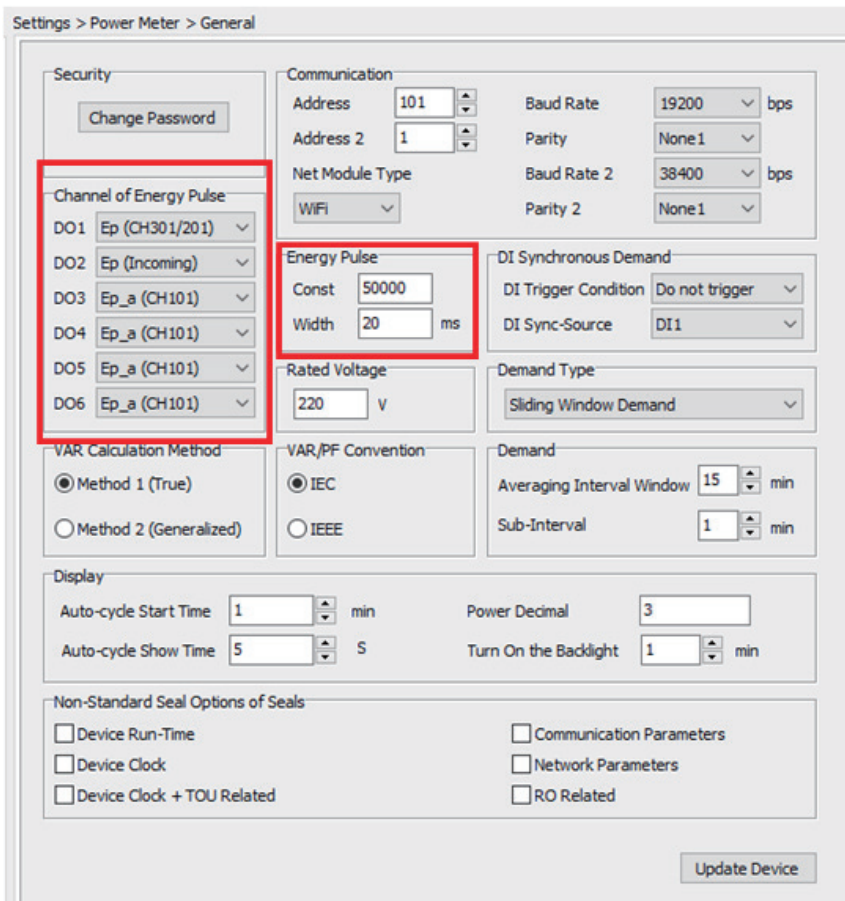 Settings > Power Meter > General
Security
Change Password
Communication
Address 101
Baud Rate 19200 bps
Address 2 1
Parity None1
Net Module Type
Baud Rate 2 38400 bps
WiFi
Parity 2 None1
Channel of Energy Pulse
DO1 Ep (CH301/201)
DO2 Ep (Incoming)
DO3 Ep_a (CH101)
DO4 Ep_a (CH101)
DO5 Ep_a (CH101)
DO6 Ep_a (CH101)
Energy Pulse
Const 50000
Width 20 ms
DI Synchronous Demand
DI Trigger Condition Do not trigger
DI Sync-Source DI1
Rated Voltage
220 V
Demand Type
Sliding Window Demand
VAR Calculation Method
Method 1 (True)
Method 2 (Generalized)
VAR/PF Convention
IEC
IEEE
Demand
Averaging Interval Window 15 min
Sub-Interval 1 min
Display
Auto-cycle Start Time 1 min
Power Decimal 3
Auto-cycle Show Time 5 S
Turn On the Backlight 1 min
Non-Standard Seal Options of Seals
Device Run-Time
Communication Parameters
Device Clock
Network Parameters
Device Clock + TOU Related
RO Related
Update Device